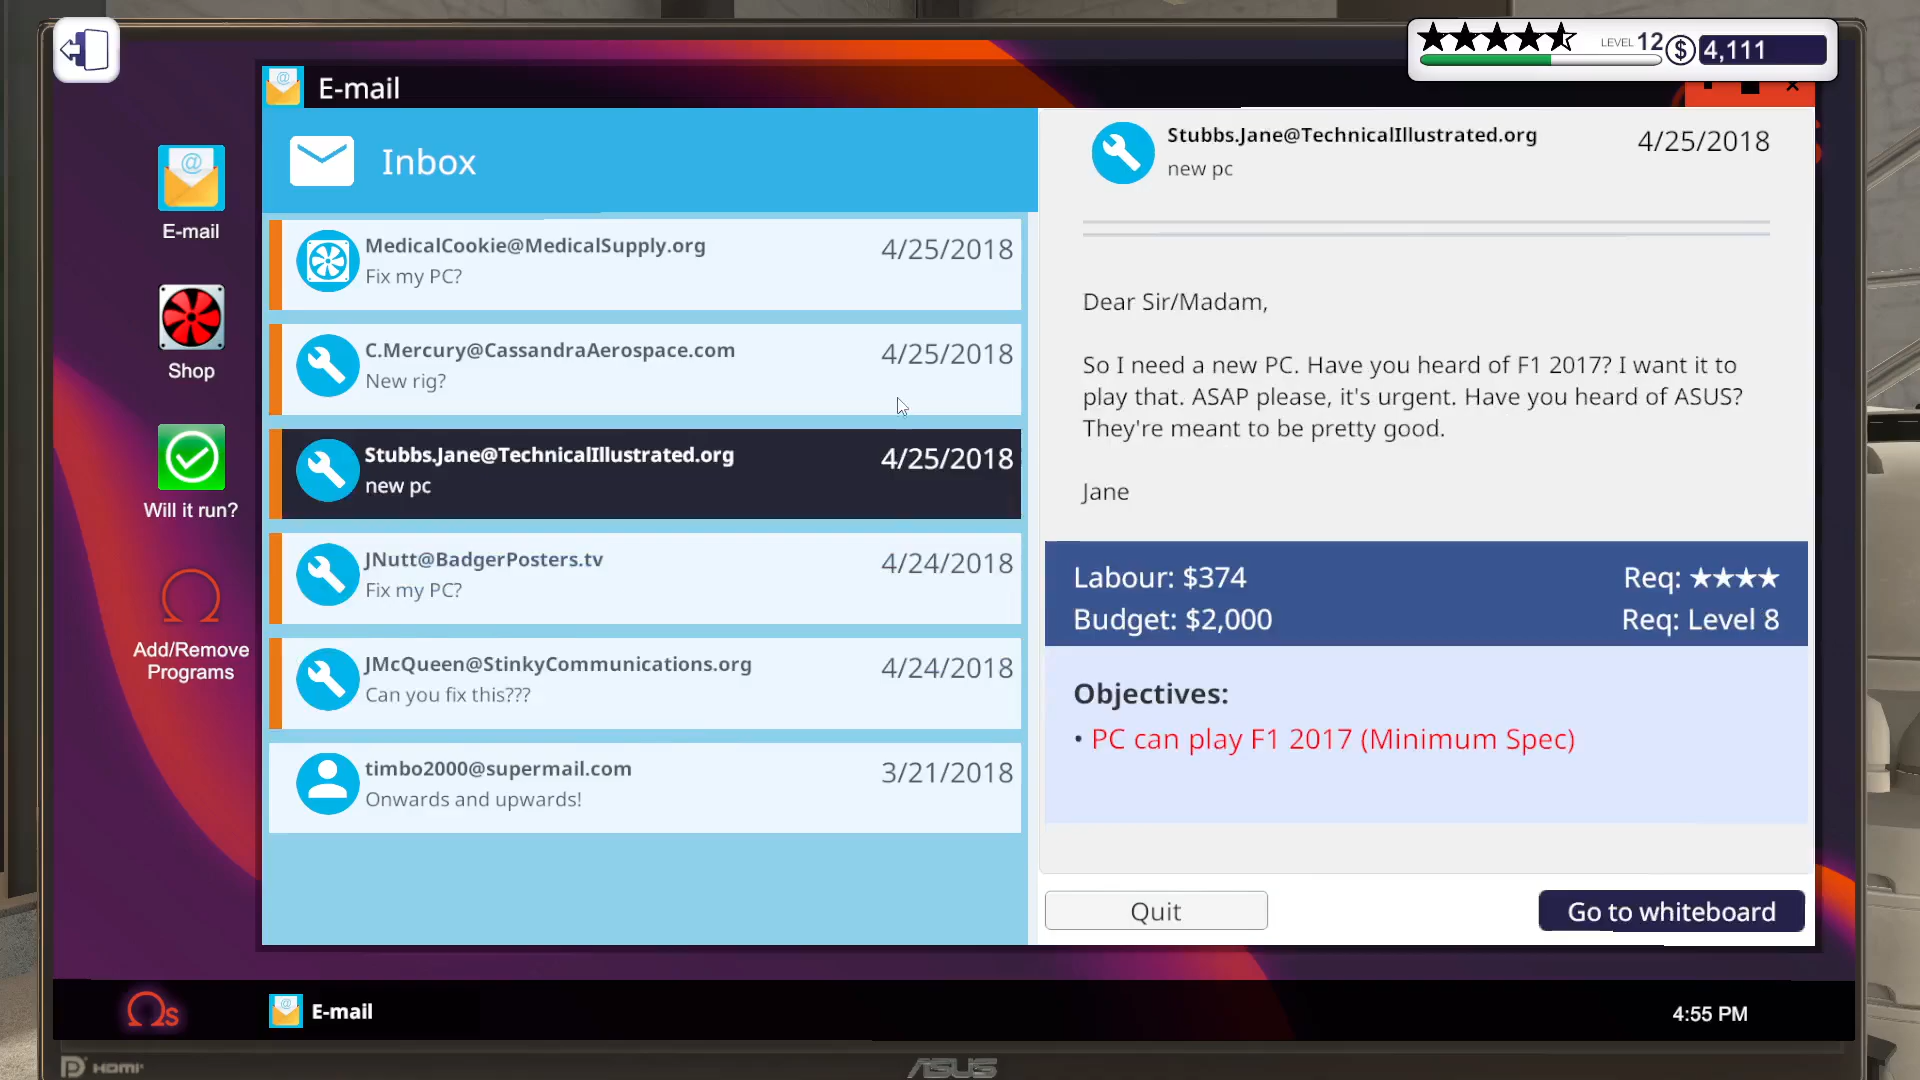 ★★★★⯪ LEVEL 12 $ 4,111
E-mail
Inbox
E-mail
Shop
Will it run?
Add/Remove
Programs
MedicalCookie@MedicalSupply.org 4/25/2018
Fix my PC?
C.Mercury@CassandraAerospace.com 4/25/2018
New rig?
Stubbs.Jane@TechnicalIllustrated.org 4/25/2018
new pc
JNutt@BadgerPosters.tv 4/24/2018
Fix my PC?
JMcQueen@StinkyCommunications.org 4/24/2018
Can you fix this???
timbo2000@supermail.com 3/21/2018
Onwards and upwards!
Stubbs.Jane@TechnicalIllustrated.org 4/25/2018
new pc
Dear Sir/Madam,
So I need a new PC. Have you heard of F1 2017? I want it to
play that. ASAP please, it's urgent. Have you heard of ASUS?
They're meant to be pretty good.
Jane
Labour: $374 Req: ★★★★
Budget: $2,000 Req: Level 8
Objectives:
• PC can play F1 2017 (Minimum Spec)
Quit Go to whiteboard
Ωs E-mail 4:55 PM
HDMI ASUS